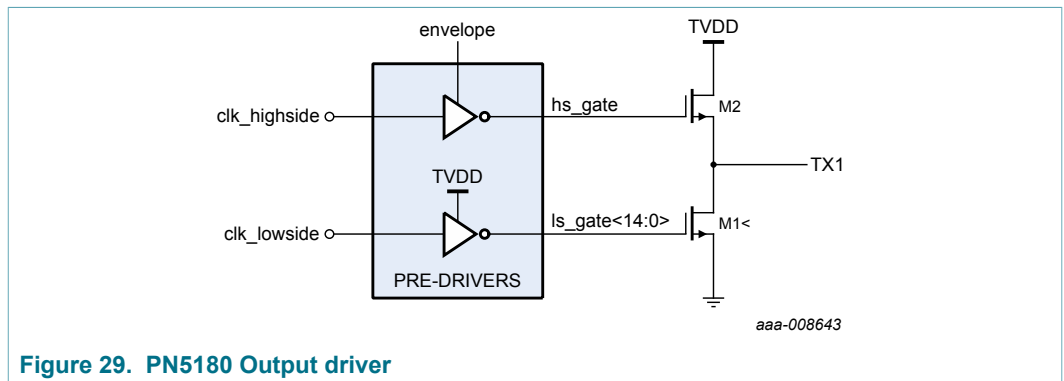 envelope
TVDD
clk_highside
hs_gate
M2
TX1
TVDD
clk_lowside
ls_gate<14:0>
M1<
PRE-DRIVERS
aaa-008643
Figure 29. PN5180 Output driver